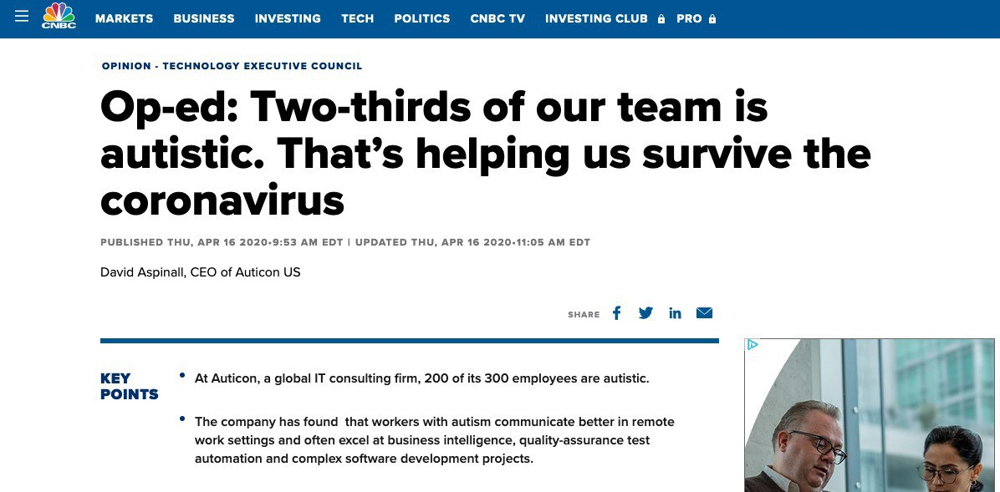 MARKETS BUSINESS INVESTING TECH POLITICS CNBC TV INVESTING CLUB PRO
CNBC
OPINION - TECHNOLOGY EXECUTIVE COUNCIL
Op-ed: Two-thirds of our team is
autistic. That’s helping us survive the
coronavirus
PUBLISHED THU, APR 16 2020•9:53 AM EDT | UPDATED THU, APR 16 2020•11:05 AM EDT
David Aspinall, CEO of Auticon US
SHARE
KEY
POINTS
• At Auticon, a global IT consulting firm, 200 of its 300 employees are autistic.
• The company has found  that workers with autism communicate better in remote
work settings and often excel at business intelligence, quality-assurance test
automation and complex software development projects.